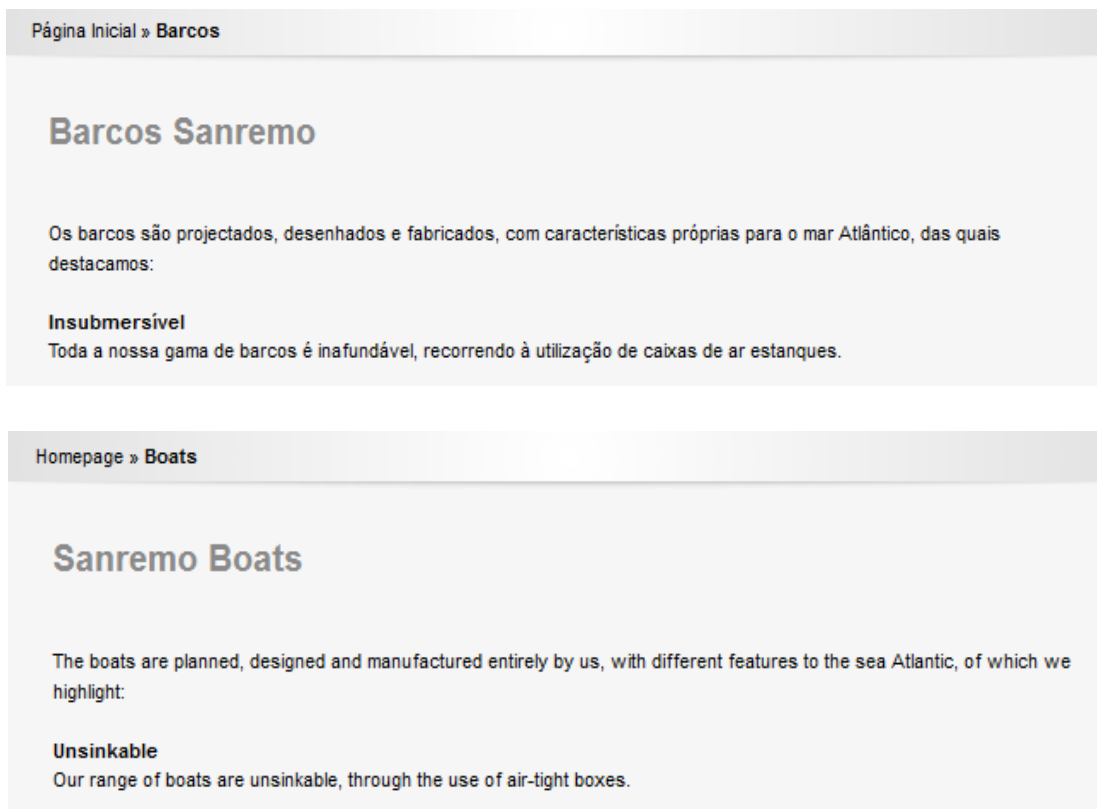 Página Inicial » Barcos
Barcos Sanremo
Os barcos são projectados, desenhados e fabricados, com características próprias para o mar Atlântico, das quais
destacamos:
Insubmersível
Toda a nossa gama de barcos é inafundável, recorrendo à utilização de caixas de ar estanques.
Homepage » Boats
Sanremo Boats
The boats are planned, designed and manufactured entirely by us, with different features to the sea Atlantic, of which we
highlight:
Unsinkable
Our range of boats are unsinkable, through the use of air-tight boxes.